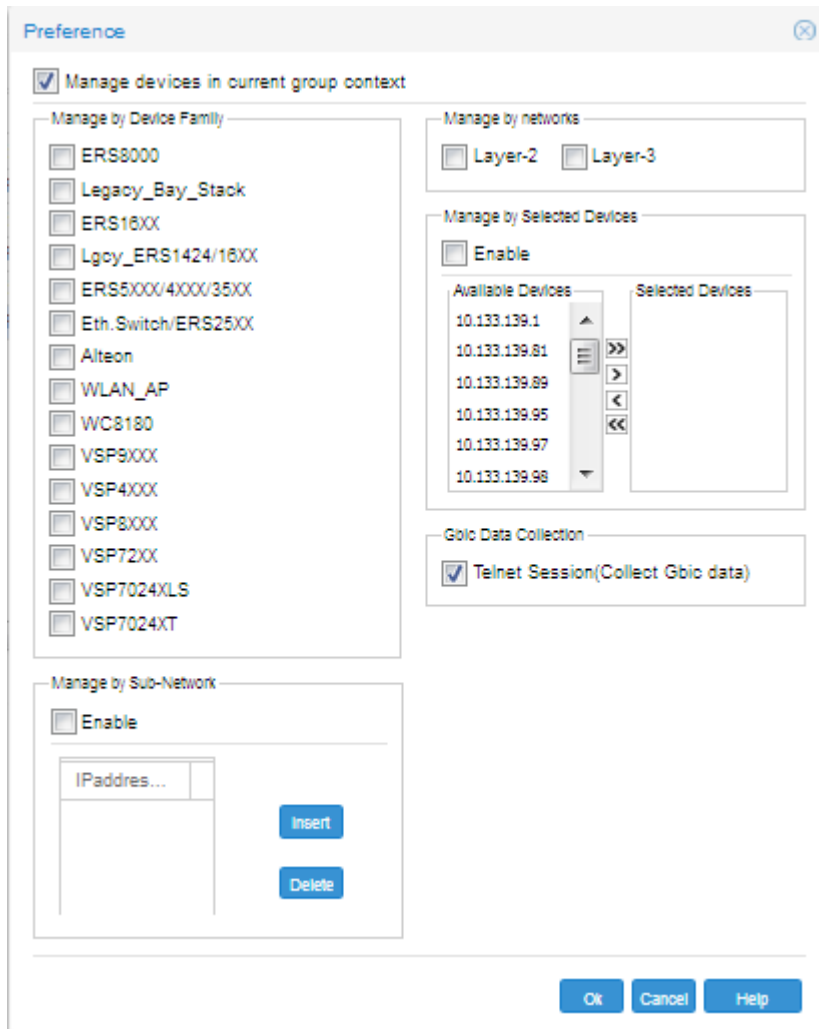 Preference
Manage devices in current group context
Manage by Device Family
ERS8000
Legacy_Bay_Stack
ERS16XX
Lgcy_ERS1424/16XX
ERS5XXX/4XXX/35XX
Eth.Switch/ERS25XX
Alteon
WLAN_AP
WC8180
VSP9XXX
VSP4XXX
VSP8XXX
VSP72XX
VSP7024XLS
VSP7024XT
Manage by Sub-Network
Enable
IPaddres...
Insert
Delete
Manage by networks
Layer-2 Layer-3
Manage by Selected Devices
Enable
Available Devices Selected Devices
10.133.139.1
10.133.139.81
10.133.139.89
10.133.139.95
10.133.139.97
10.133.139.98
Gbic Data Collection
Telnet Session(Collect Gbic data)
Ok Cancel Help